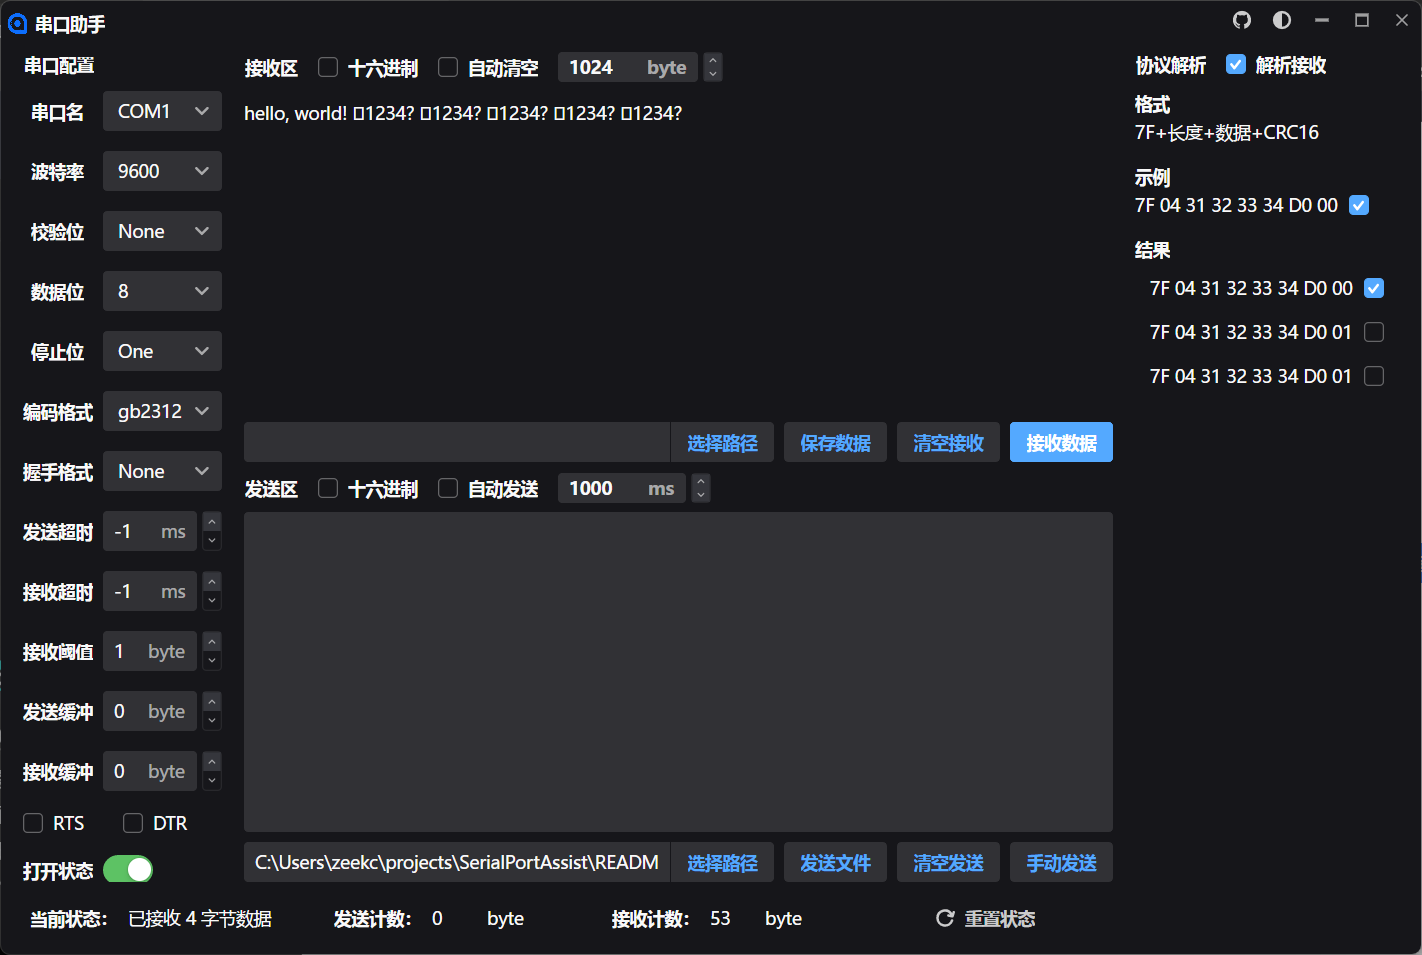 串口助手
串口配置
串口名 COM1
波特率 9600
校验位 None
数据位 8
停止位 One
编码格式 gb2312
握手格式 None
发送超时 -1 ms
接收超时 -1 ms
接收阈值 1 byte
发送缓冲 0 byte
接收缓冲 0 byte
RTS DTR
打开状态
接收区 十六进制 自动清空 1024 byte
hello, world! 1234? 1234? 1234? 1234? 1234?
选择路径 保存数据 清空接收 接收数据
发送区 十六进制 自动发送 1000 ms
C:\Users\zeekc\projects\SerialPortAssist\READM 选择路径 发送文件 清空发送 手动发送
协议解析 解析接收
格式
7F+长度+数据+CRC16
示例
7F 04 31 32 33 34 D0 00
结果
7F 04 31 32 33 34 D0 00
7F 04 31 32 33 34 D0 01
7F 04 31 32 33 34 D0 01
当前状态: 已接收 4 字节数据 发送计数: 0 byte 接收计数: 53 byte 重置状态